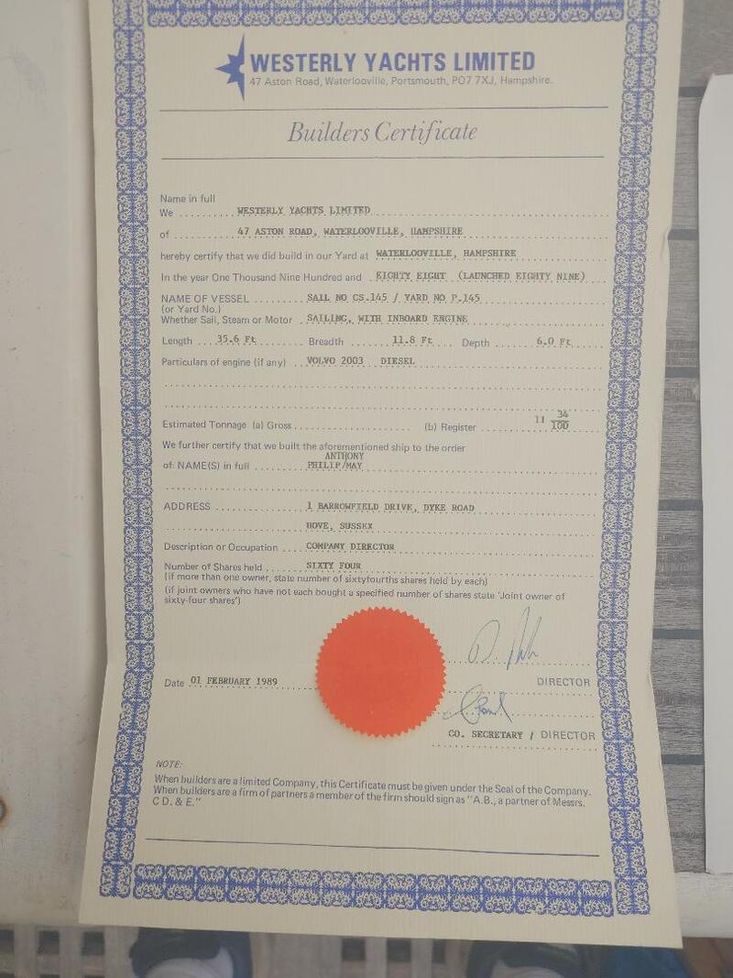 WESTERLY YACHTS LIMITED
47 Aston Road, Waterlooville, Portsmouth, PO7 7XJ, Hampshire.
Builders Certificate
Name in full
We ........ WESTERLY YACHTS LIMITED
of ........ 47 ASTON ROAD, WATERLOOVILLE, HAMPSHIRE
hereby certify that we did build in our Yard at WATERLOOVILLE, HAMPSHIRE
In the year One Thousand Nine Hundred and EIGHTY EIGHT (LAUNCHED EIGHTY NINE)
NAME OF VESSEL ........ SAIL NO CS.145 / YARD NO P.145
(or Yard No.)
Whether Sail, Steam or Motor SAILING, WITH INBOARD ENGINE
Length 35.6 Ft Breadth 11.8 Ft Depth 6.0 Ft
Particulars of engine (if any) VOLVO 2003 DIESEL
Estimated Tonnage (a) Gross ........ (b) Register 11 34/100
We further certify that we built the aforementioned ship to the order
ANTHONY
of: NAME(S) in full PHILIP/MAY
ADDRESS ........ 1 BARROWFIELD DRIVE, DYKE ROAD
HOVE, SUSSEX
Description or Occupation COMPANY DIRECTOR
Number of Shares held SIXTY FOUR
(if more than one owner, state number of sixtyfourths shares held by each)
(if joint owners who have not each bought a specified number of shares state 'Joint owner of
sixty-four shares')
Date 01 FEBRUARY 1989
DIRECTOR
CO. SECRETARY / DIRECTOR
NOTE:
When builders are a limited Company, this Certificate must be given under the Seal of the Company.
When builders are a firm of partners a member of the firm should sign as "A.B., a partner of Messrs.
C D. & E."